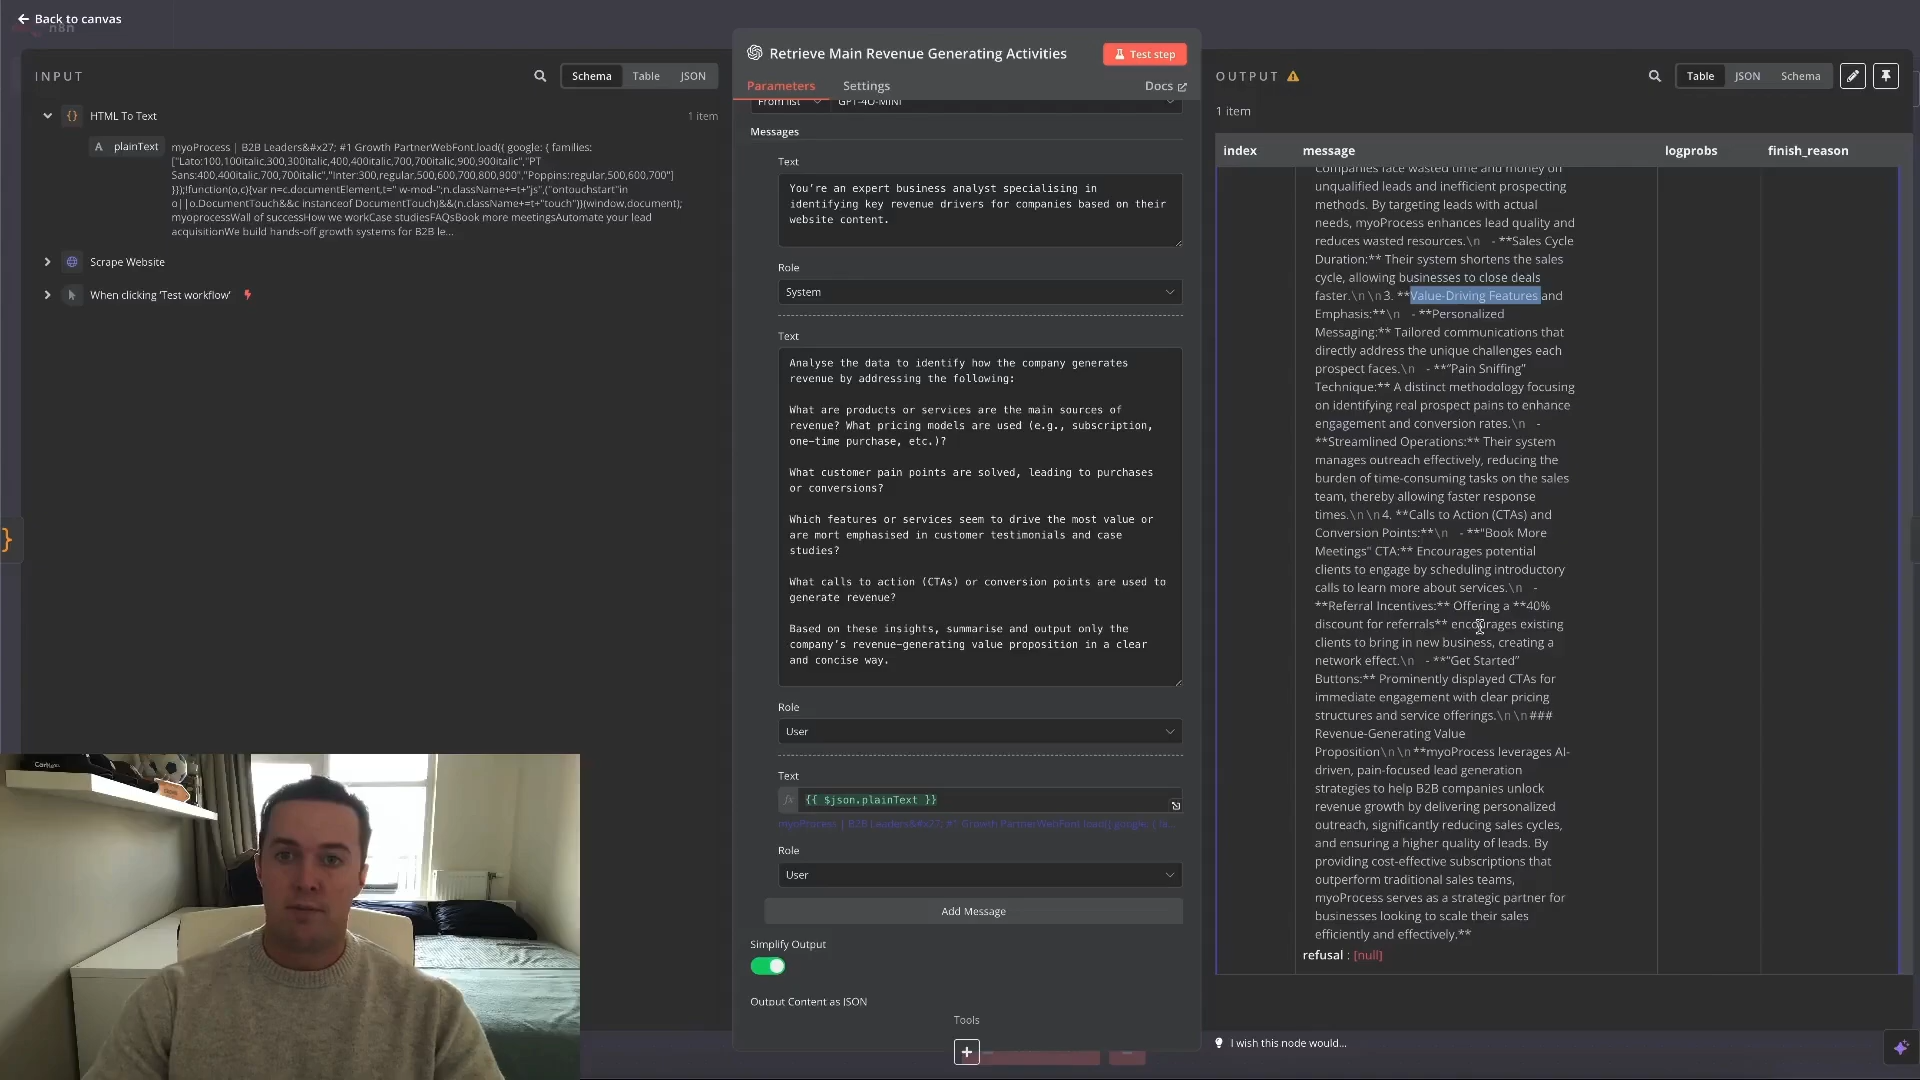 Back to canvas
n8n
INPUT
Schema
Table
JSON
HTML To Text
1 item
A plainText
myoProcess | B2B Leaders&#x27; #1 Growth PartnerWebFont.load({ google: { families:
["Lato:100,100italic,300,300italic,400,400italic,700,700italic,900,900italic","PT
Sans:400,400italic,700,700italic","Inter:300,regular,500,600,700,800,900","Poppins:regular,500,600,700"]
}});!function(o,c){var n=c.documentElement,t=" w-mod-";n.className+=t+"js",("ontouchstart"in
o||o.DocumentTouch&&c instanceof DocumentTouch)&&(n.className+=t+"touch")}(window,document);
myoprocessWall of successHow we workCase studiesFAQsBook more meetingsAutomate your lead
acquisitionWe build hands-off growth systems for B2B le...
Scrape Website
When clicking 'Test workflow'
Retrieve Main Revenue Generating Activities
Test step
Parameters
Settings
Docs
From list
GPT-4O-MINI
Messages
Text
You're an expert business analyst specialising in
identifying key revenue drivers for companies based on their
website content.
Role
System
Text
Analyse the data to identify how the company generates
revenue by addressing the following:
What are products or services are the main sources of
revenue? What pricing models are used (e.g., subscription,
one-time purchase, etc.)?
What customer pain points are solved, leading to purchases
or conversions?
Which features or services seem to drive the most value or
are mort emphasised in customer testimonials and case
studies?
What calls to action (CTAs) or conversion points are used to
generate revenue?
Based on these insights, summarise and output only the
company's revenue-generating value proposition in a clear
and concise way.
Role
User
Text
fx {{ $json.plainText }}
myoProcess | B2B Leaders&#x27; #1 Growth PartnerWebFont.load({ google: { fa...
Role
User
Add Message
Simplify Output
Output Content as JSON
Tools
OUTPUT
Table
JSON
Schema
1 item
index
message
logprobs
finish_reason
Companies face wasted time and money on
unqualified leads and inefficient prospecting
methods. By targeting leads with actual
needs, myoProcess enhances lead quality and
reduces wasted resources.\n - **Sales Cycle
Duration:** Their system shortens the sales
cycle, allowing businesses to close deals
faster.\n\n3. **Value-Driving Features and
Emphasis:**\n - **Personalized
Messaging:** Tailored communications that
directly address the unique challenges each
prospect faces.\n - **"Pain Sniffing"
Technique:** A distinct methodology focusing
on identifying real prospect pains to enhance
engagement and conversion rates.\n -
**Streamlined Operations:** Their system
manages outreach effectively, reducing the
burden of time-consuming tasks on the sales
team, thereby allowing faster response
times.\n\n4. **Calls to Action (CTAs) and
Conversion Points:**\n - **"Book More
Meetings" CTA:** Encourages potential
clients to engage by scheduling introductory
calls to learn more about services.\n -
**Referral Incentives:** Offering a **40%
discount for referrals** encourages existing
clients to bring in new business, creating a
network effect.\n - **"Get Started"
Buttons:** Prominently displayed CTAs for
immediate engagement with clear pricing
structures and service offerings.\n\n###
Revenue-Generating Value
Proposition\n\n**myoProcess leverages AI-
driven, pain-focused lead generation
strategies to help B2B companies unlock
revenue growth by delivering personalized
outreach, significantly reducing sales cycles,
and ensuring a higher quality of leads. By
providing cost-effective subscriptions that
outperform traditional sales teams,
myoProcess serves as a strategic partner for
businesses looking to scale their sales
efficiently and effectively.**
refusal : [null]
I wish this node would...